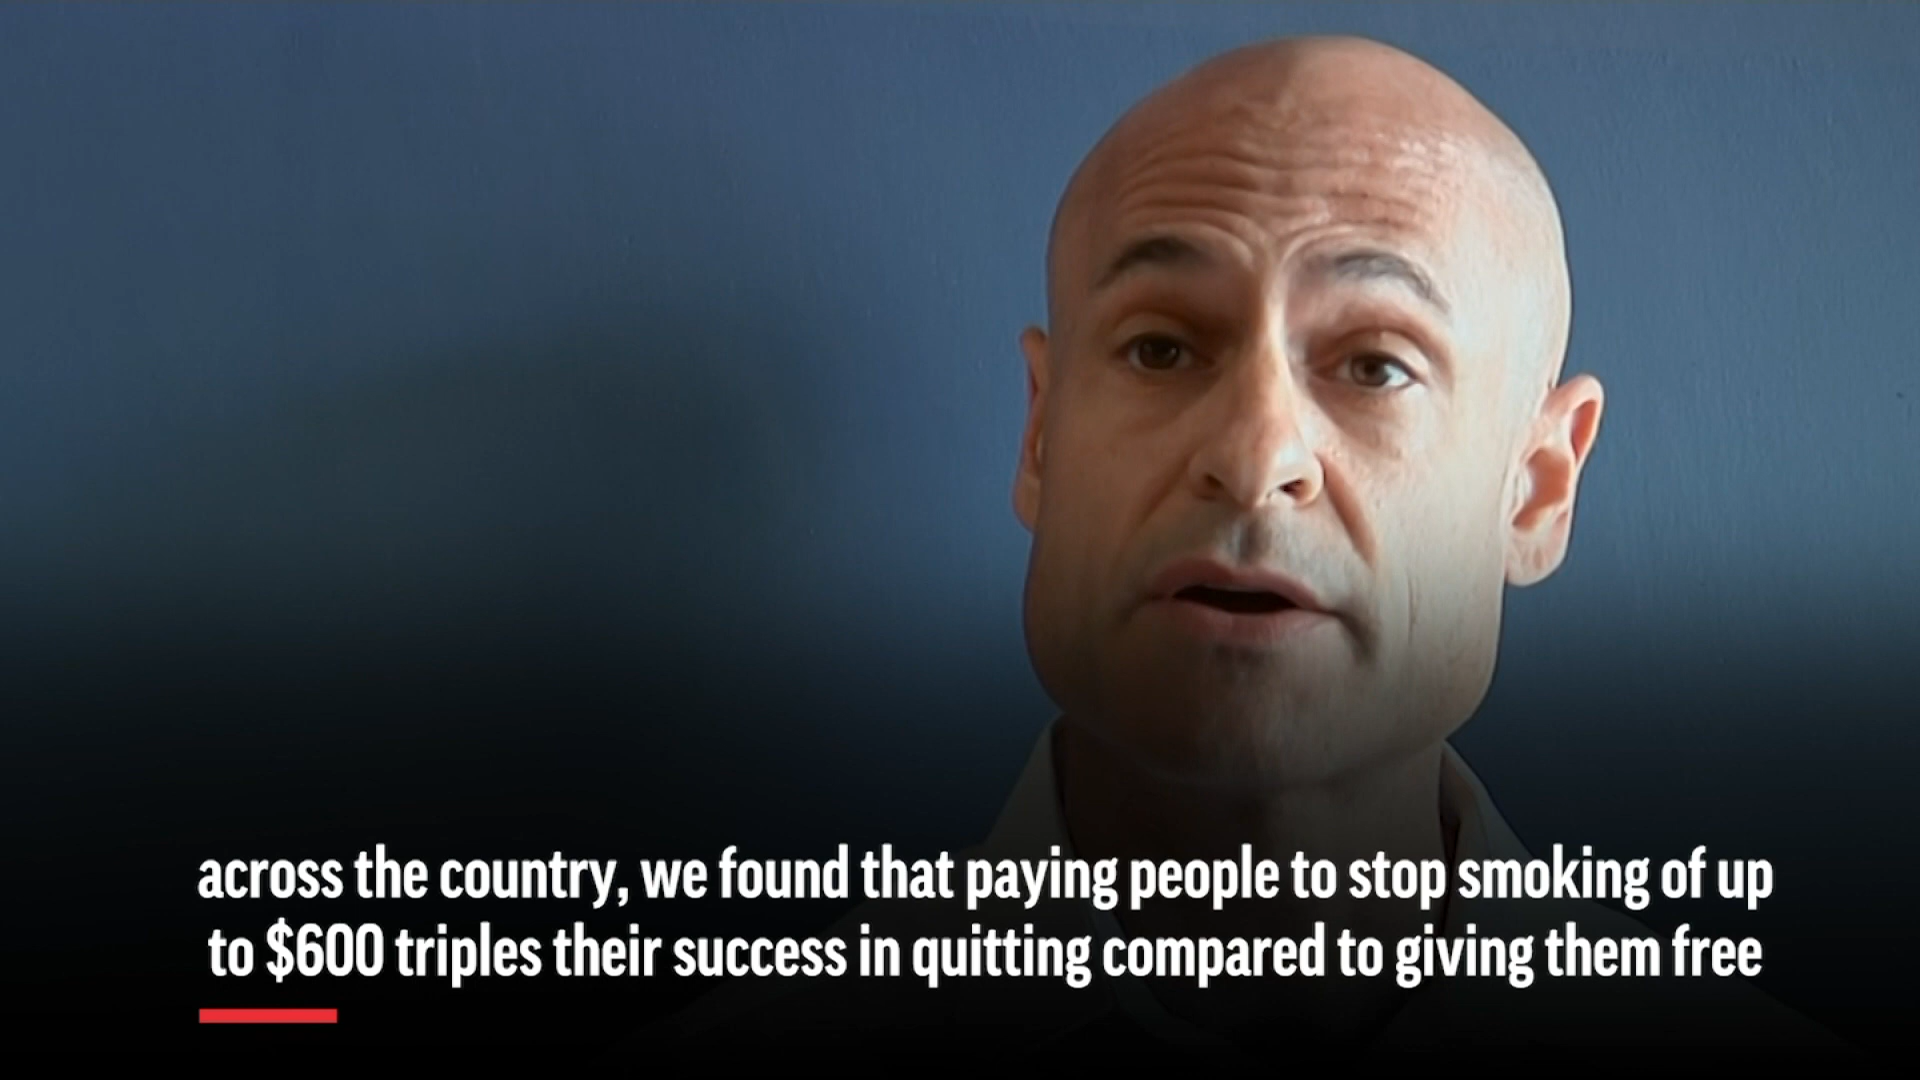 across the country, we found that paying people to stop smoking of up
to $600 triples their success in quitting compared to giving them free